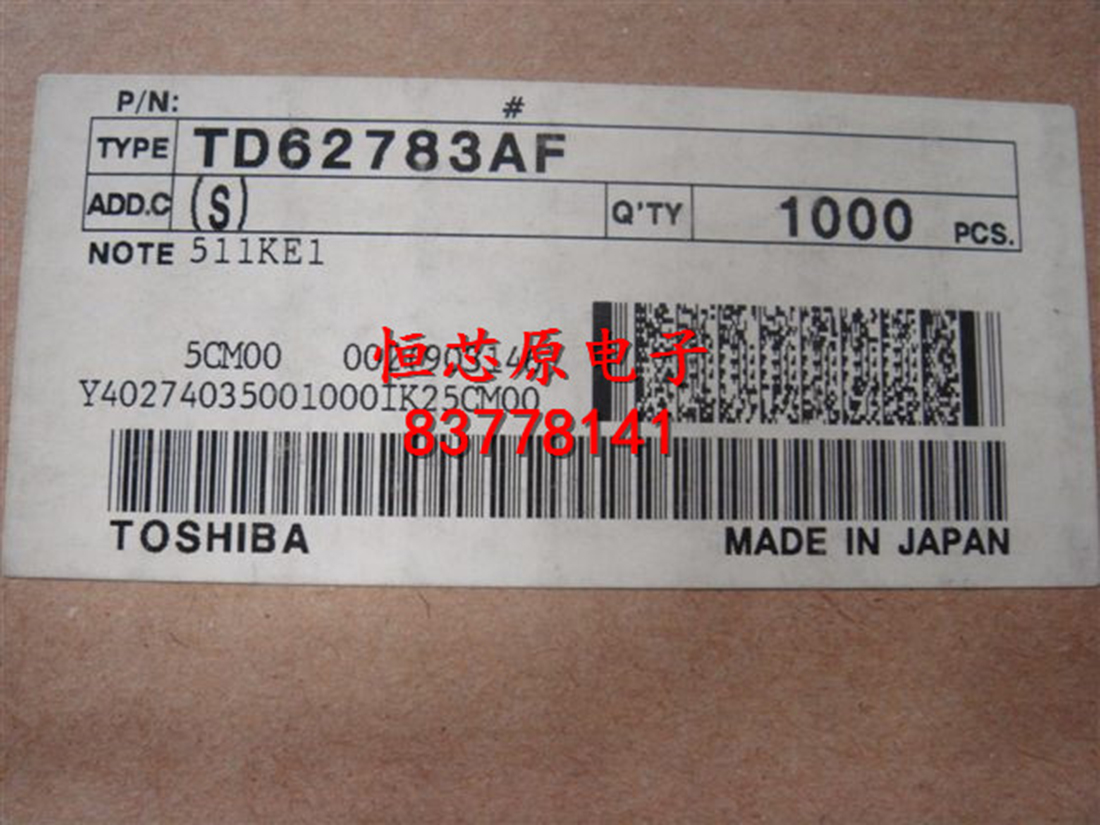 P/N: #
TYPE TD62783AF
ADD.C (S) Q'TY 1000 PCS.
NOTE 511KE1
5CM00
恒芯原电子
Y40274035001000IK25CM00
83778141
TOSHIBA MADE IN JAPAN